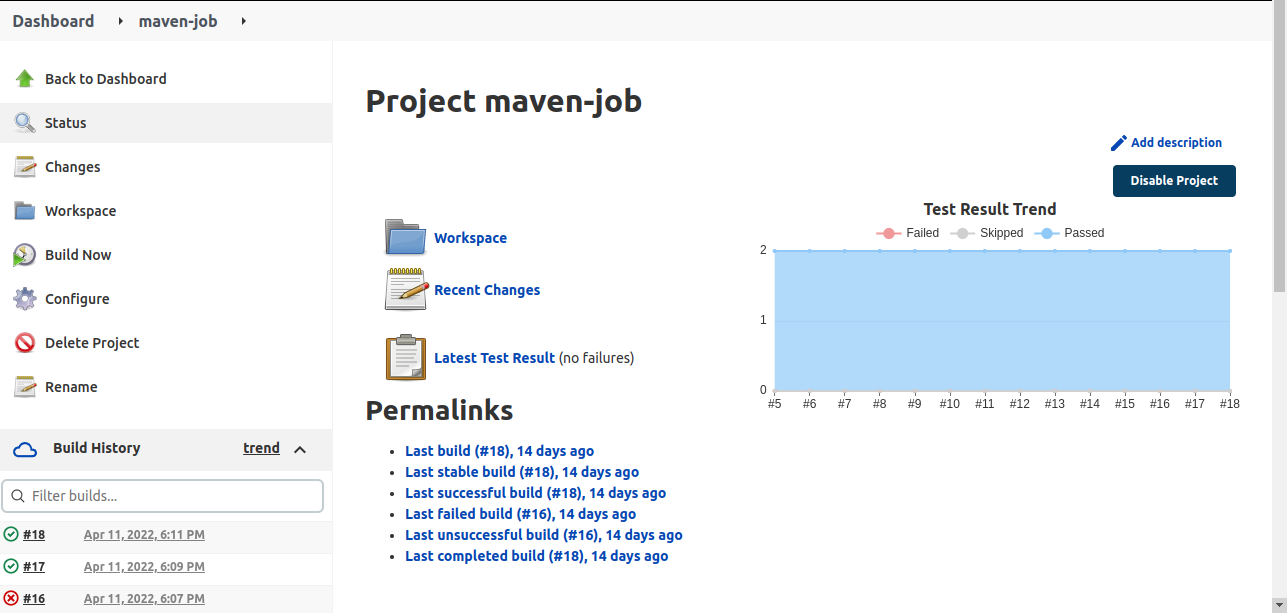 Dashboard maven-job
Back to Dashboard
Status
Changes
Workspace
Build Now
Configure
Delete Project
Rename
Build History trend
Filter builds...
#18 Apr 11, 2022, 6:11 PM
#17 Apr 11, 2022, 6:09 PM
#16 Apr 11, 2022, 6:07 PM
Project maven-job
Add description
Disable Project
Workspace
Recent Changes
Latest Test Result (no failures)
Test Result Trend
Failed Skipped Passed
2
1
0
#5 #6 #7 #8 #9 #10 #11 #12 #13 #14 #15 #16 #17 #18
Permalinks
Last build (#18), 14 days ago
Last stable build (#18), 14 days ago
Last successful build (#18), 14 days ago
Last failed build (#16), 14 days ago
Last unsuccessful build (#16), 14 days ago
Last completed build (#18), 14 days ago